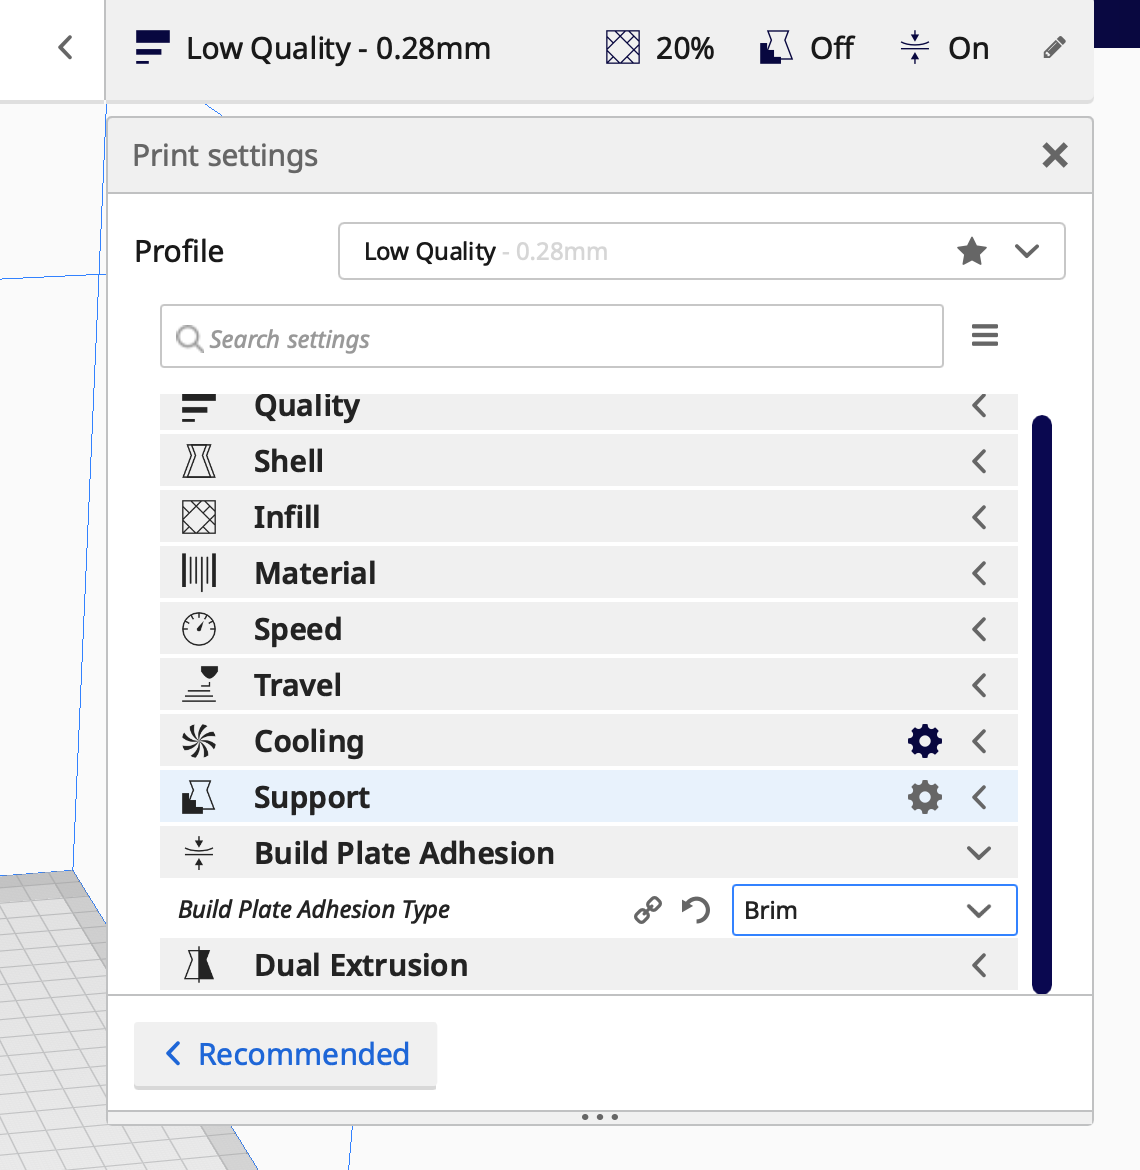 Low Quality - 0.28mm 20% Off On
Print settings
Profile Low Quality - 0.28mm
Search settings
Quality
Shell
Infill
Material
Speed
Travel
Cooling
Support
Build Plate Adhesion
Build Plate Adhesion Type Brim
Dual Extrusion
Recommended